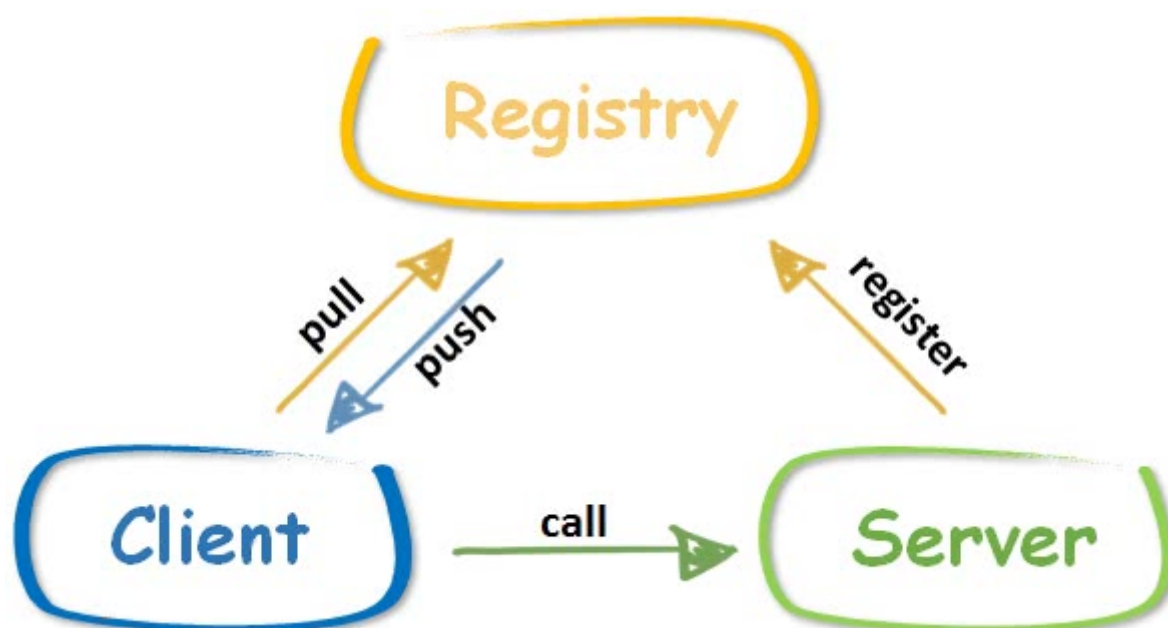 Registry
pull
push
register
Client
call
Server